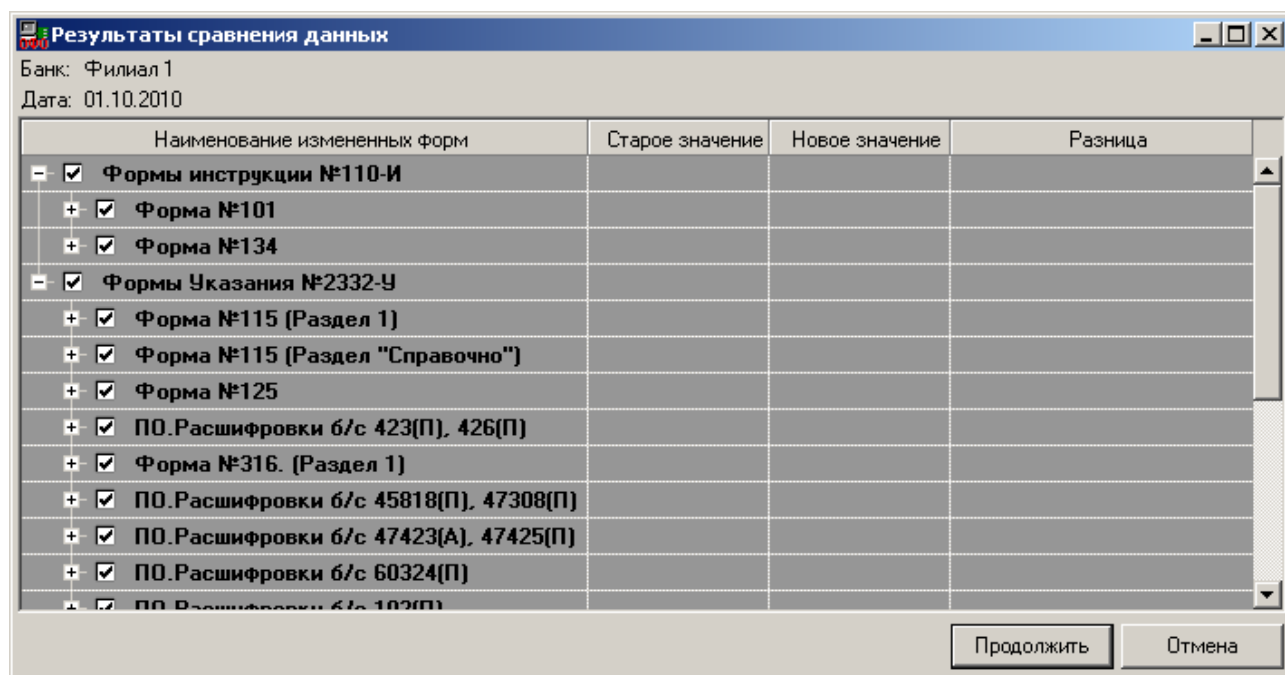 Результаты сравнения данных
Банк: Филиал 1
Дата: 01.10.2010
Наименование измененных форм Старое значение Новое значение Разница
Формы инструкции №110-И
Форма №101
Форма №134
Формы Указания №2332-У
Форма №115 (Раздел 1)
Форма №115 (Раздел "Справочно")
Форма №125
ПО.Расшифровки б/с 423(П), 426(П)
Форма №316. (Раздел 1)
ПО.Расшифровки б/с 45818(П), 47308(П)
ПО.Расшифровки б/с 47423(А), 47425(П)
ПО.Расшифровки б/с 60324(П)
ПО.Расшифровки б/с 102(П)
Продолжить Отмена